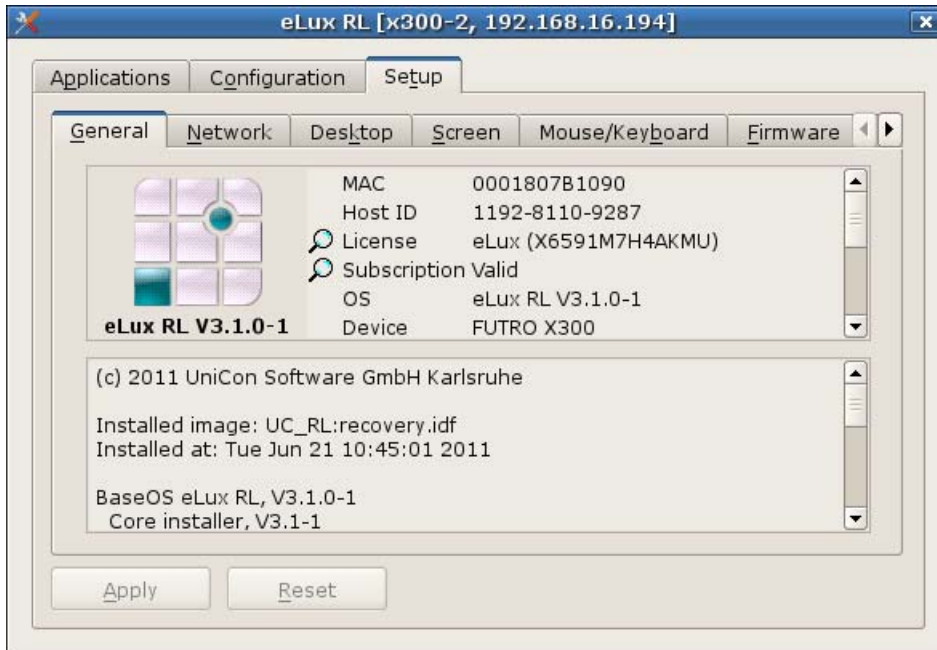 eLux RL [x300-2, 192.168.16.194]
Applications Configuration Setup
General Network Desktop Screen Mouse/Keyboard Firmware
MAC 0001807B1090
Host ID 1192-8110-9287
License eLux (X6591M7H4AKMU)
Subscription Valid
OS eLux RL V3.1.0-1
Device FUTRO X300
eLux RL V3.1.0-1
(c) 2011 UniCon Software GmbH Karlsruhe
Installed image: UC_RL:recovery.idf
Installed at: Tue Jun 21 10:45:01 2011
BaseOS eLux RL, V3.1.0-1
Core installer, V3.1-1
Apply Reset